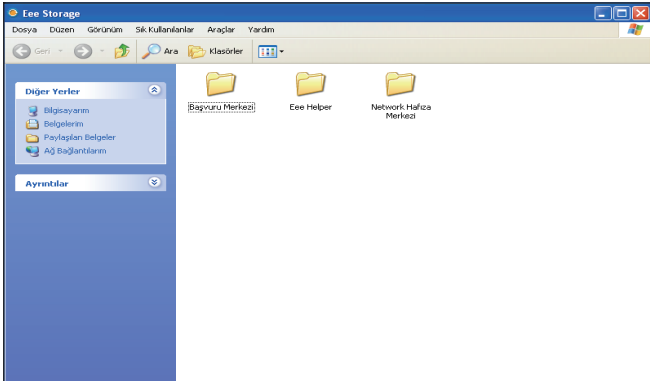 Eee Storage
Dosya Düzen Görünüm Sık Kullanılanlar Araçlar Yardım
Geri Ara Klasörler
Diğer Yerler
Bilgisayarım
Belgelerim
Paylaşılan Belgeler
Ağ Bağlantılarım
Ayrıntılar
Başvuru Merkezi
Eee Helper
Network Hafıza
Merkezi